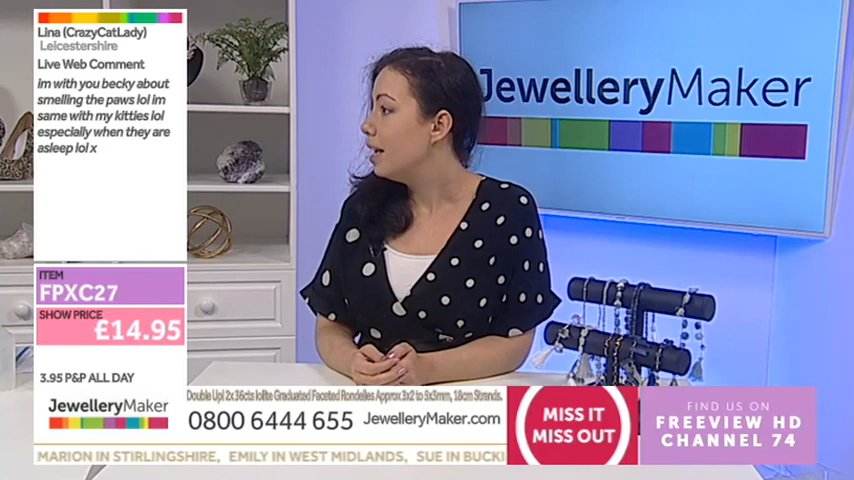 Lina (CrazyCatLady)
Leicestershire
Live Web Comment
im with you becky about
smelling the paws lol im
same with my kitties lol
especially when they are
asleep lol x
ITEM
FPXC27
SHOW PRICE
£14.95
3.95 P&P ALL DAY
JewelleryMaker
JewelleryMaker
Double Up! 2x 36cts Iolite Graduated Faceted Rondelles Approx 3x2 to 5x3mm, 18cm Strands.
0800 6444 655 JewelleryMaker.com
MISS IT
MISS OUT
FIND US ON
FREEVIEW HD
CHANNEL 74
MARION IN STIRLINGSHIRE, EMILY IN WEST MIDLANDS, SUE IN BUCKI